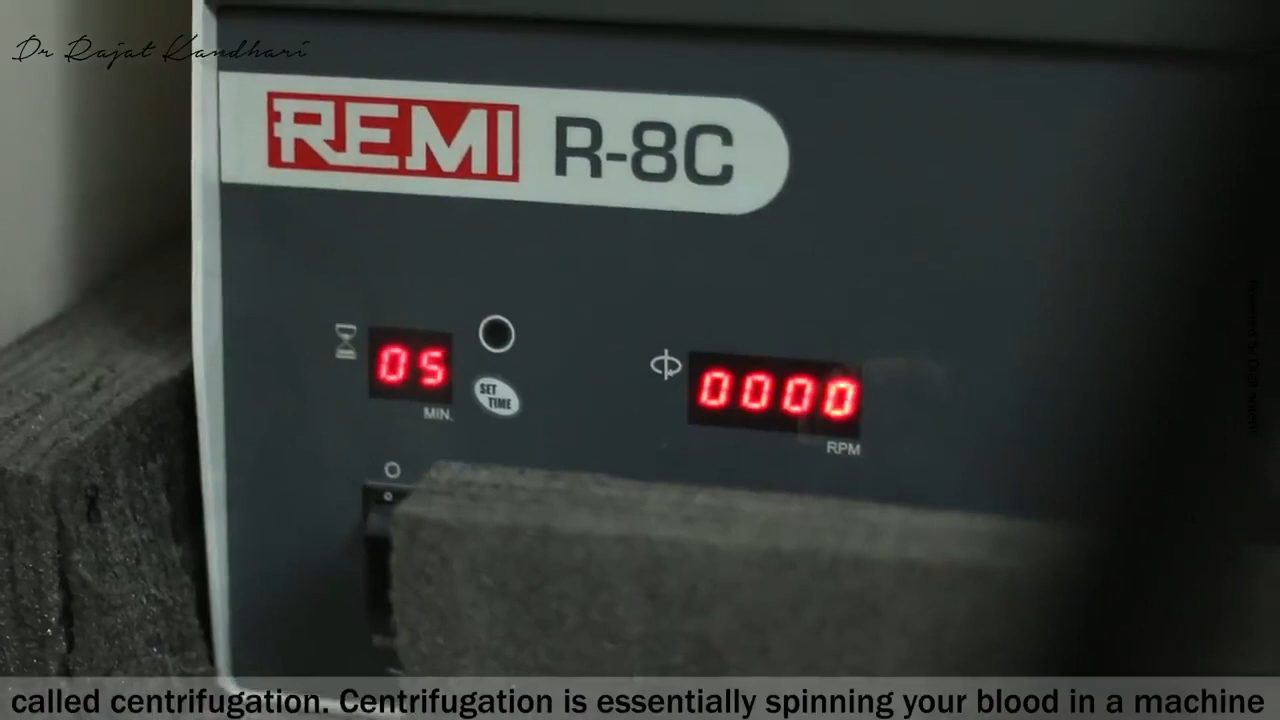 Dr Rajat Kandhari
REMI R-8C
05
SET
TIME
MIN.
0000
RPM
called centrifugation. Centrifugation is essentially spinning your blood in a machine